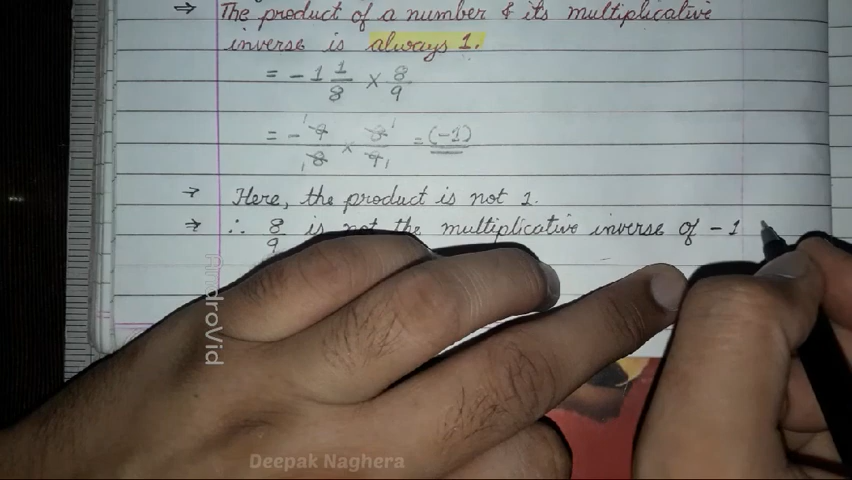 ⇒ The product of a number & its multiplicative
inverse is always 1.
= - 1 1/8 × 8/9
= - 9/8 × 8/9 = (-1)
⇒ Here, the product is not 1.
⇒ ∴ 8/9 is not the multiplicative inverse of - 1
AndroVid
Deepak Naghera